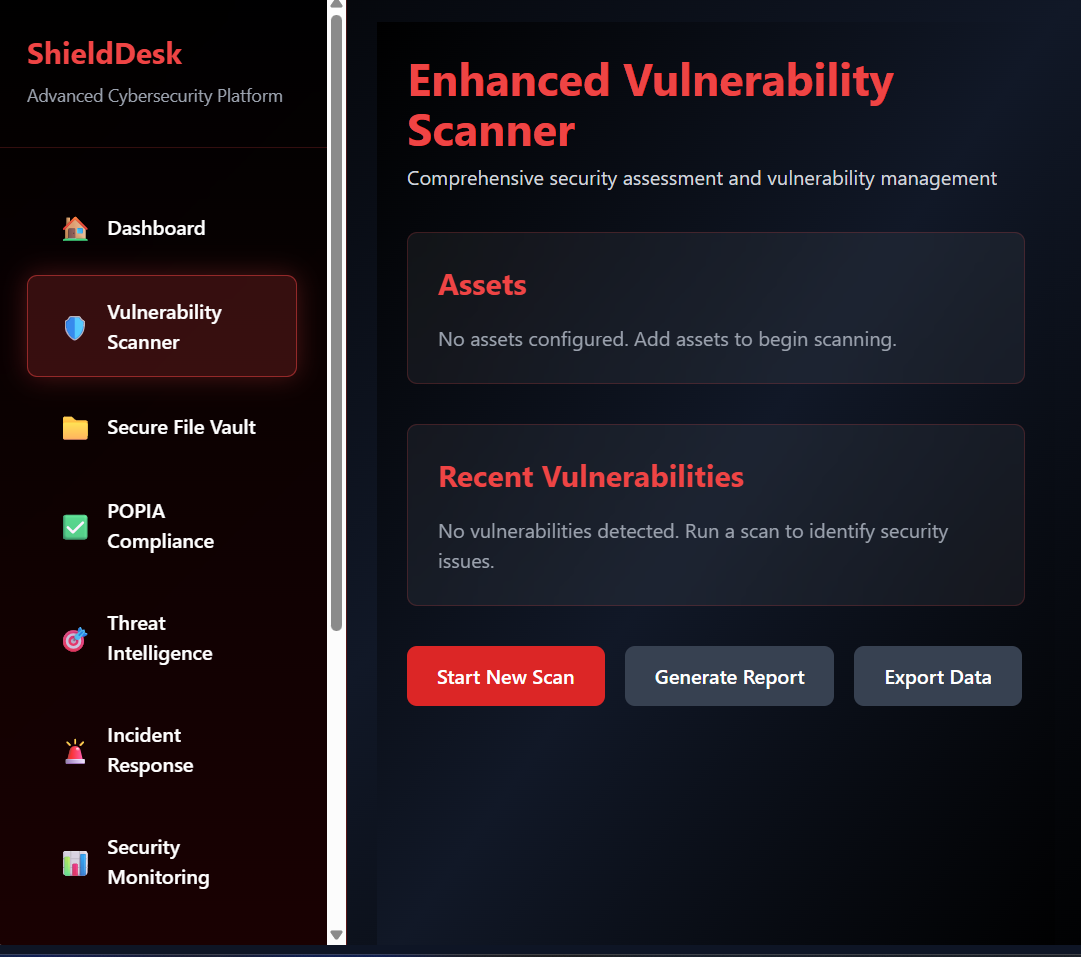 ShieldDesk
Advanced Cybersecurity Platform
Dashboard
Vulnerability
Scanner
Secure File Vault
POPIA
Compliance
Threat
Intelligence
Incident
Response
Security
Monitoring
Enhanced Vulnerability
Scanner
Comprehensive security assessment and vulnerability management
Assets
No assets configured. Add assets to begin scanning.
Recent Vulnerabilities
No vulnerabilities detected. Run a scan to identify security
issues.
Start New Scan
Generate Report
Export Data